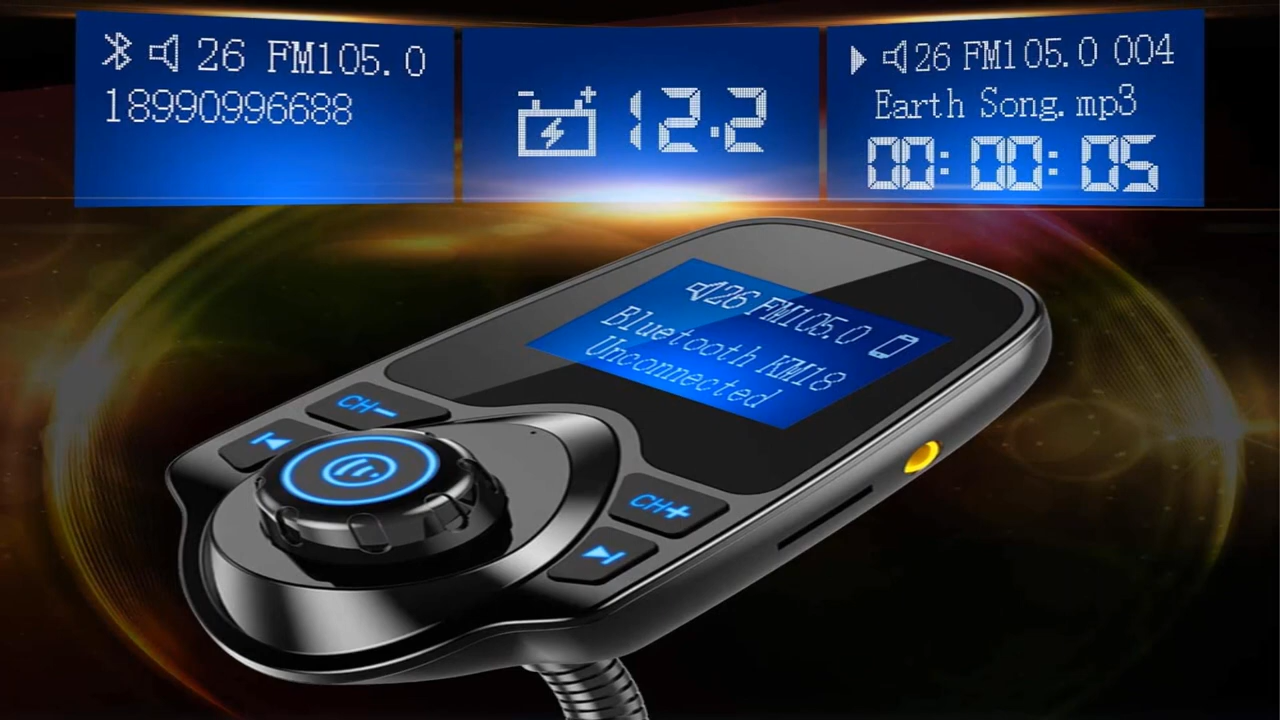 26 FM105.0
18990996688
12.2
26 FM105.0 004
Earth Song.mp3
00:00:05
26 FM105.0
Bluetooth KM18
Unconnected
CH-
CH+